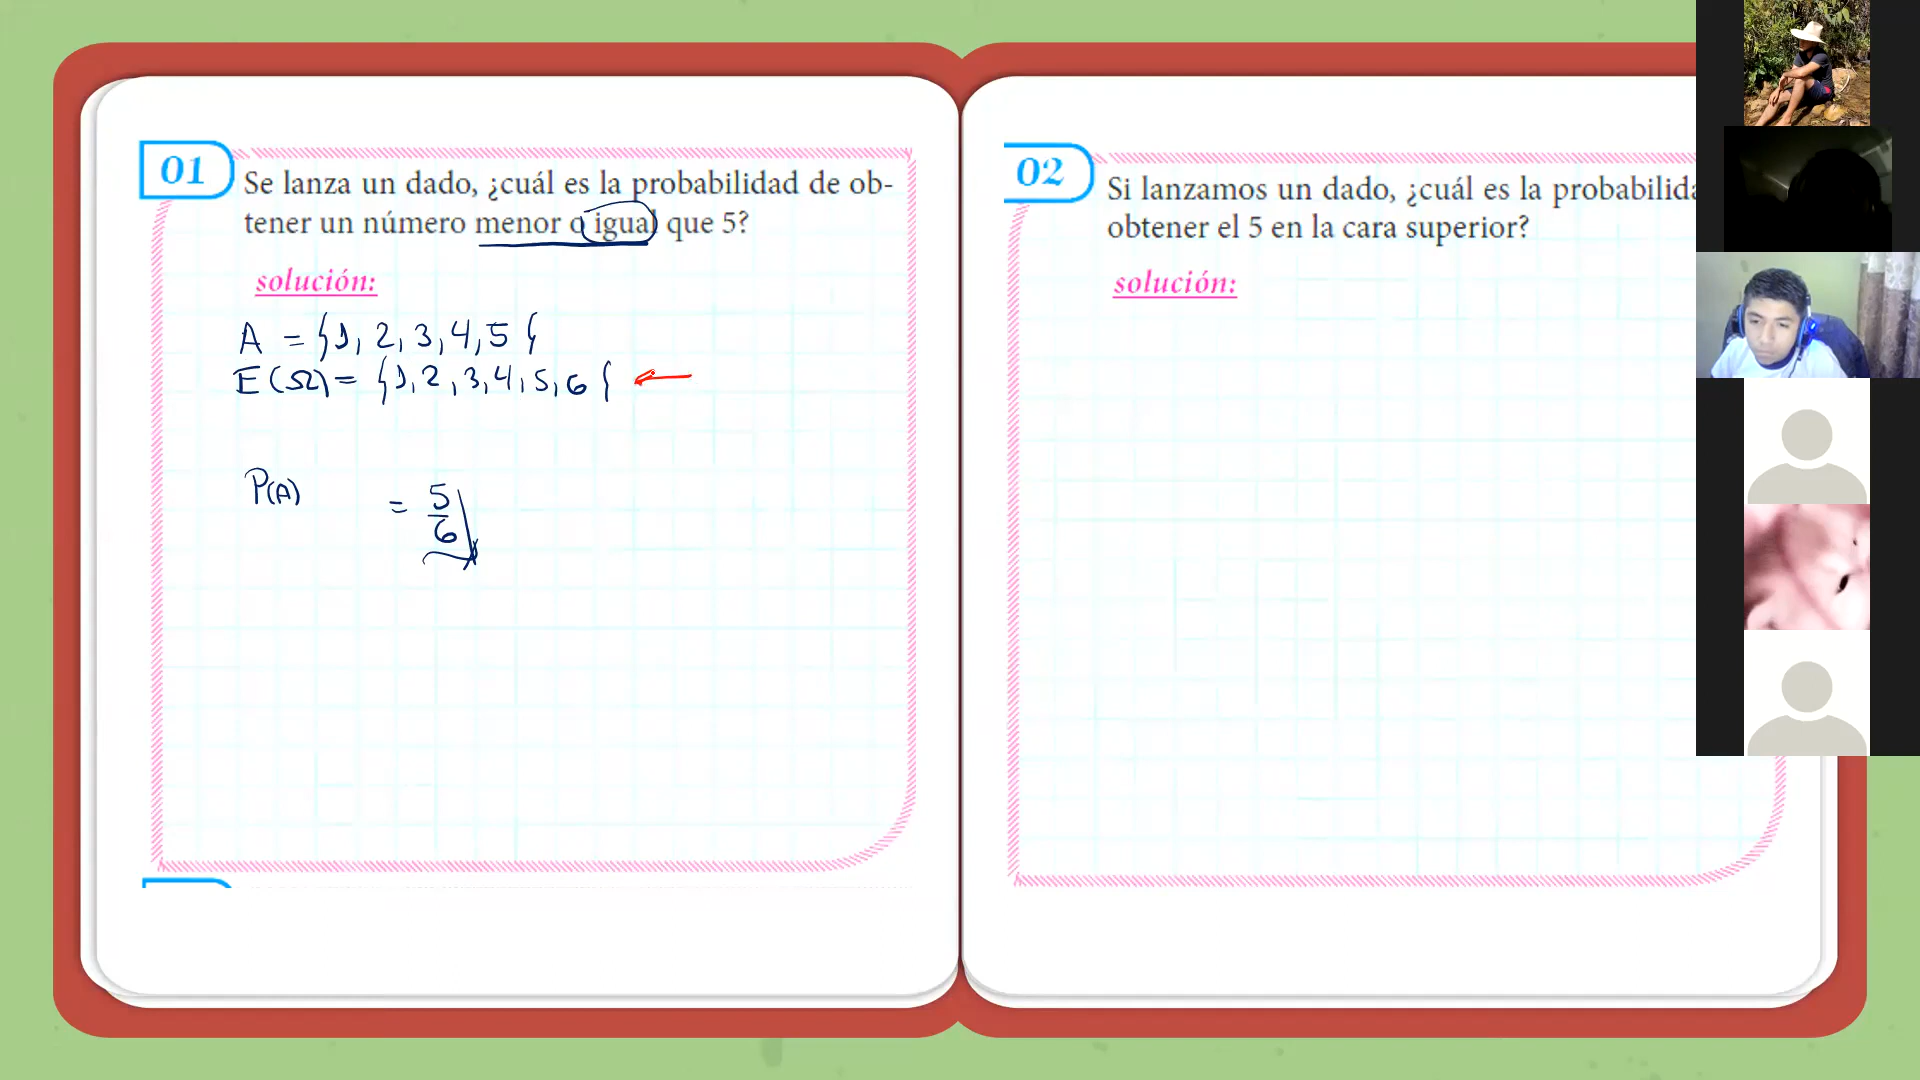 01
Se lanza un dado, ¿cuál es la probabilidad de ob-
tener un número menor o igual que 5?
solución:
A = {1, 2, 3, 4, 5}
E(Ω) = {1, 2, 3, 4, 5, 6}
P(A) = 5/6
02
Si lanzamos un dado, ¿cuál es la probabilida
obtener el 5 en la cara superior?
solución: